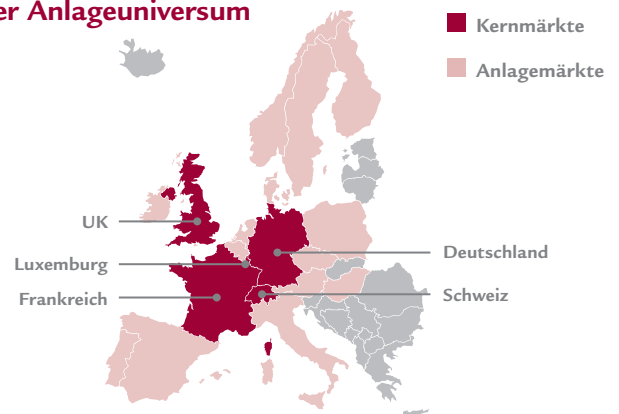 er Anlageuniversum
Kernmärkte
Anlagemärkte
UK
Luxemburg
Frankreich
Deutschland
Schweiz